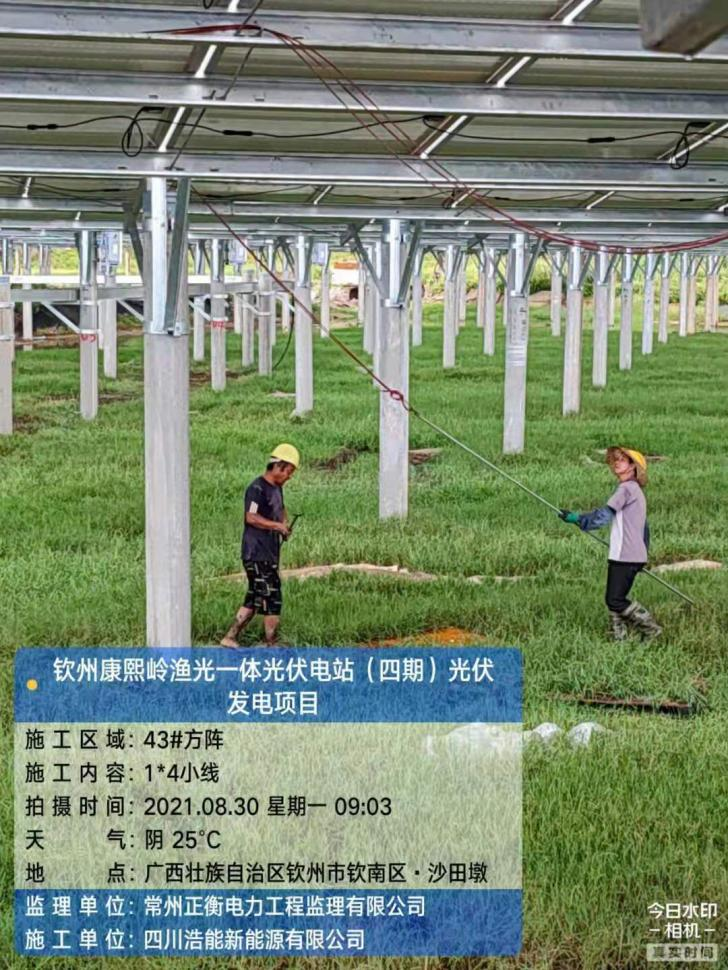 钦州康熙岭渔光一体光伏电站（四期）光伏
发电项目
施工区域：43#方阵
施工内容：1*4小线
拍摄时间：2021.08.30 星期一 09:03
天气：阴 25℃
地点：广西壮族自治区钦州市钦南区·沙田墩
监理单位：常州正衡电力工程监理有限公司
施工单位：四川浩能新能源有限公司
今日水印
-相机-
真实时间